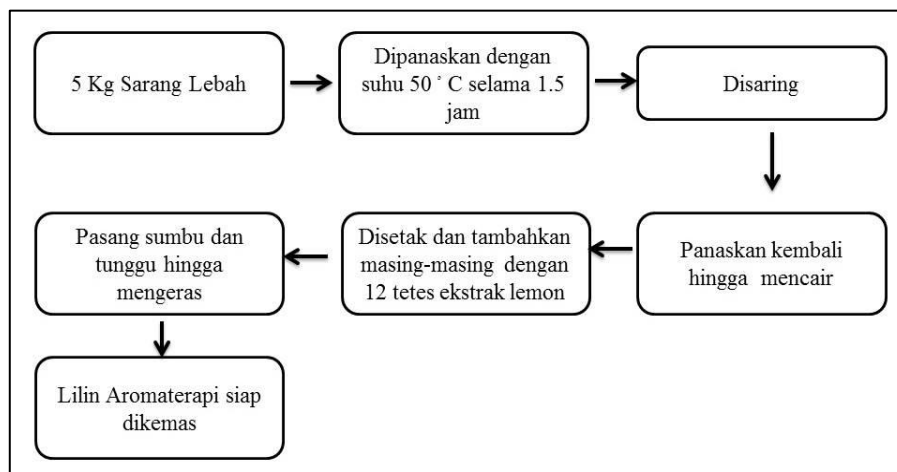 5 Kg Sarang Lebah
Dipanaskan dengan
suhu 50 ° C selama 1.5
jam
Disaring
Panaskan kembali
hingga mencair
Disetak dan tambahkan
masing-masing dengan
12 tetes ekstrak lemon
Pasang sumbu dan
tunggu hingga
mengeras
Lilin Aromaterapi siap
dikemas